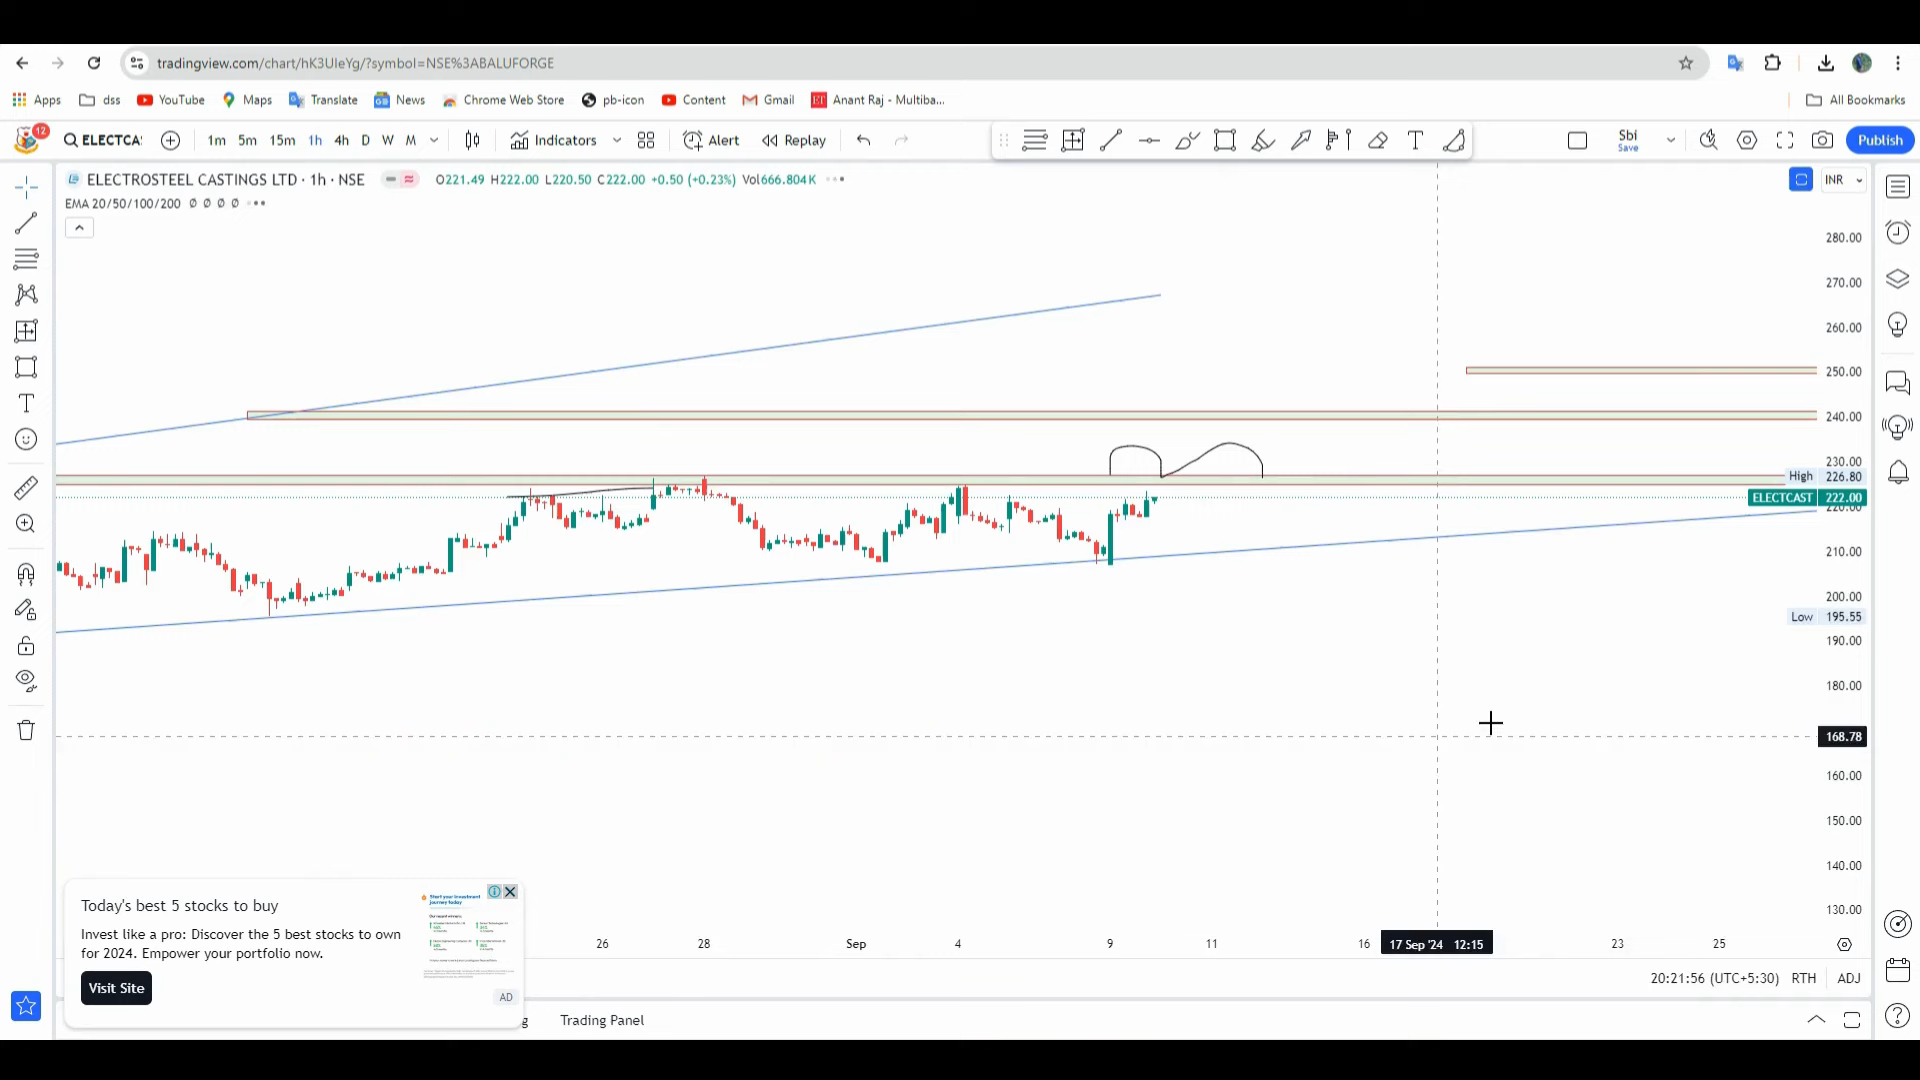 tradingview.com/chart/hK3UIeYg/?symbol=NSE%3ABALUFORGE
Apps dss YouTube Maps Translate News Chrome Web Store pb-icon Content Gmail Anant Raj - Multiba... All Bookmarks
12 ELECTCA 1m 5m 15m 1h 4h D W M Indicators Alert Replay T Sbi Save Publish
ELECTROSTEEL CASTINGS LTD · 1h · NSE O221.49 H222.00 L220.50 C222.00 +0.50 (+0.23%) Vol666.804K INR
EMA 20/50/100/200 Ø Ø Ø Ø
280.00
270.00
260.00
250.00
240.00
230.00
High 226.80
ELECTCAST 222.00
220.00
210.00
200.00
Low 195.55
190.00
180.00
168.78
160.00
150.00
140.00
130.00
Today's best 5 stocks to buy
Invest like a pro: Discover the 5 best stocks to own
for 2024. Empower your portfolio now.
Visit Site
AD
26 28 Sep 4 9 11 16 17 Sep '24 12:15 23 25
20:21:56 (UTC+5:30) RTH ADJ
Trading Panel